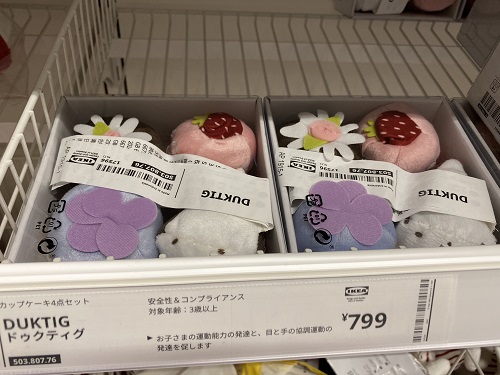 DUKTIG
503.807.76
IKEA
17296
DUKTIG
503.807.76
IKEA
17296
カップケーキ4点セット
DUKTIG
ドゥクティグ
503.807.76
安全性&コンプライアンス
対象年齢:3歳以上
▶ お子さまの運動能力の発達と、目と手の協調運動の
発達を促します
IKEA
¥799